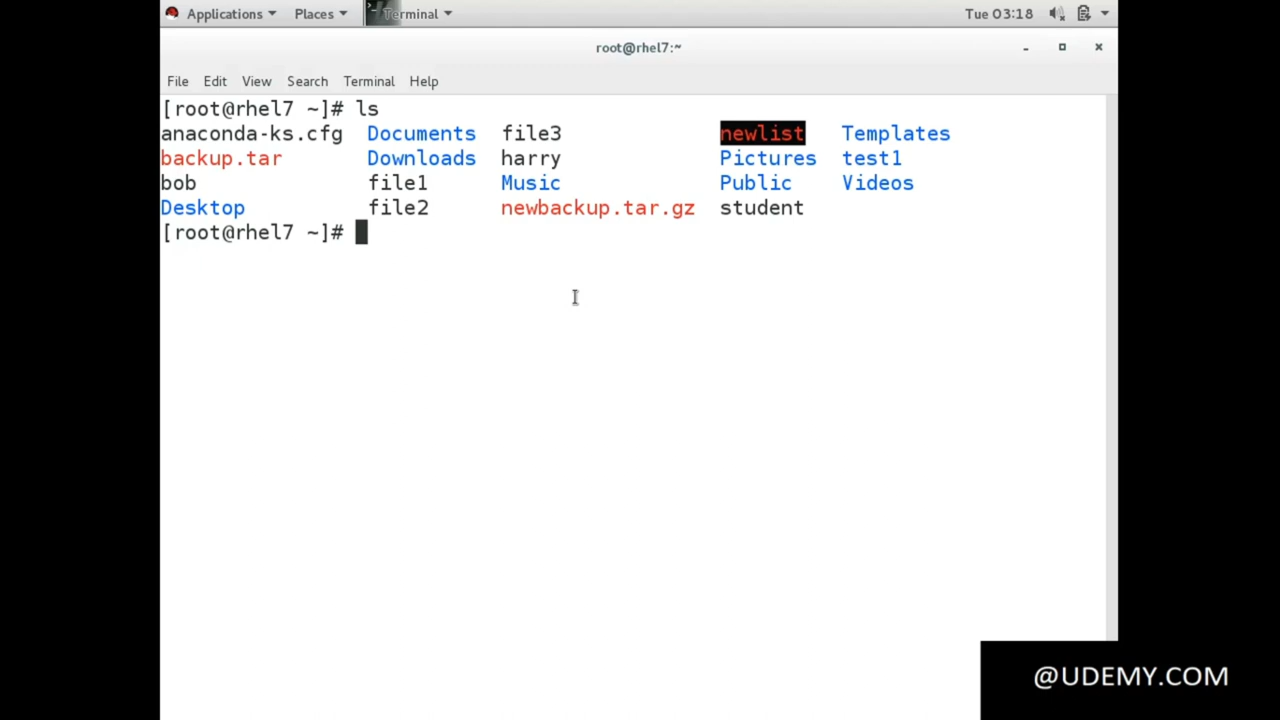 Applications Places Terminal Tue 03:18
root@rhel7:~
File Edit View Search Terminal Help
[root@rhel7 ~]# ls
anaconda-ks.cfg Documents file3 newlist Templates
backup.tar Downloads harry Pictures test1
bob file1 Music Public Videos
Desktop file2 newbackup.tar.gz student
[root@rhel7 ~]#
@UDEMY.COM